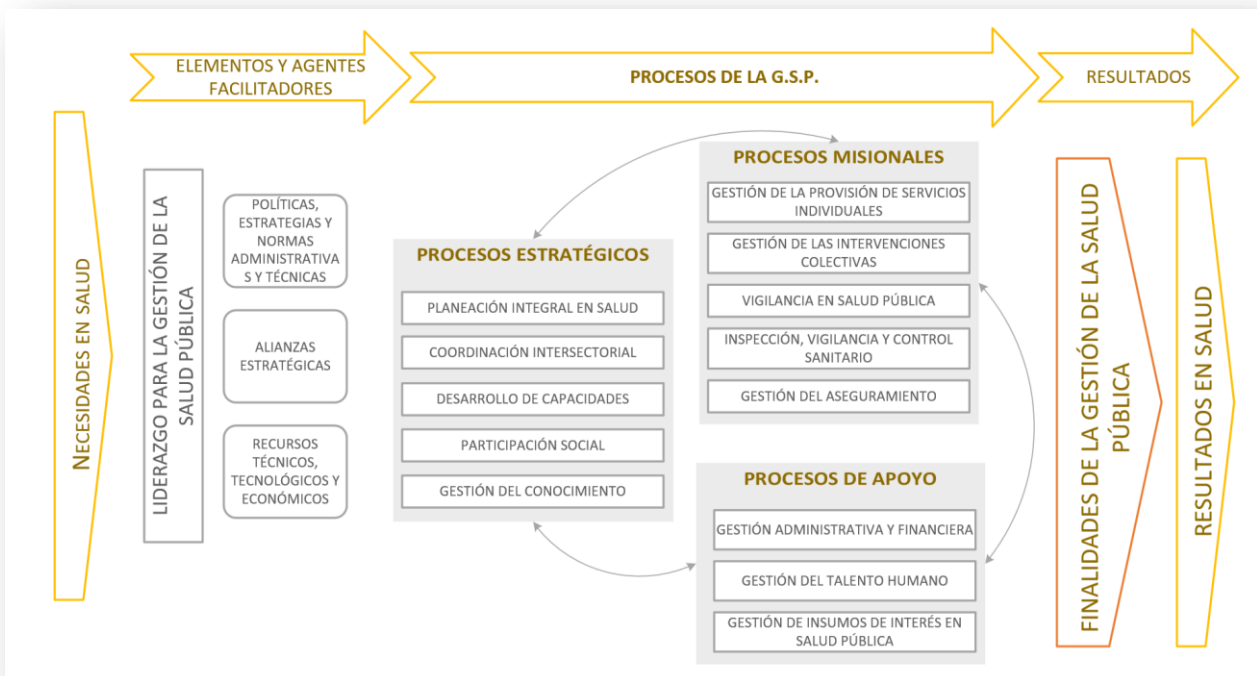 ELEMENTOS Y AGENTES
FACILITADORES
PROCESOS DE LA G.S.P.
RESULTADOS
NECESIDADES EN SALUD
LIDERAZGO PARA LA GESTIÓN DE LA
SALUD PÚBLICA
POLÍTICAS,
ESTRATEGIAS Y
NORMAS
ADMINISTRATIVA
S Y TÉCNICAS
ALIANZAS
ESTRATÉGICAS
RECURSOS
TÉCNICOS,
TECNOLÓGICOS Y
ECONÓMICOS
PROCESOS ESTRATÉGICOS
PLANEACIÓN INTEGRAL EN SALUD
COORDINACIÓN INTERSECTORIAL
DESARROLLO DE CAPACIDADES
PARTICIPACIÓN SOCIAL
GESTIÓN DEL CONOCIMIENTO
PROCESOS MISIONALES
GESTIÓN DE LA PROVISIÓN DE SERVICIOS
INDIVIDUALES
GESTIÓN DE LAS INTERVENCIONES
COLECTIVAS
VIGILANCIA EN SALUD PÚBLICA
INSPECCIÓN, VIGILANCIA Y CONTROL
SANITARIO
GESTIÓN DEL ASEGURAMIENTO
PROCESOS DE APOYO
GESTIÓN ADMINISTRATIVA Y FINANCIERA
GESTIÓN DEL TALENTO HUMANO
GESTIÓN DE INSUMOS DE INTERÉS EN
SALUD PÚBLICA
FINALIDADES DE LA GESTIÓN DE LA SALUD
PÚBLICA
RESULTADOS EN SALUD